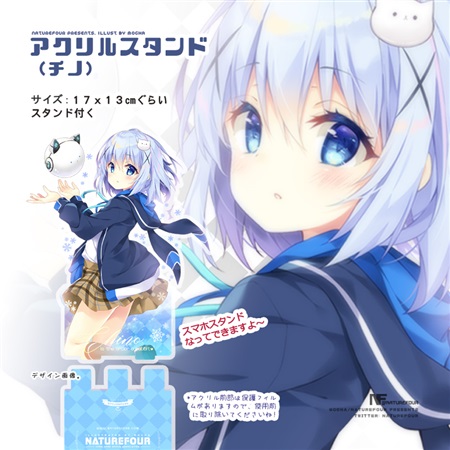 NATUREFOUR PRESENTS. ILLUST BY MOCHA
アクリルスタンド
(チノ)
サイズ：１７ｘ１３㎝ぐらい
スタンド付く
スマホスタンド
なってできますよ～
デザイン画像。
*アクリル前部は保護フィル
ムがありますので、使用前
に取り除いてくださいね！
NATUREFOUR
NF
NATUREFOUR